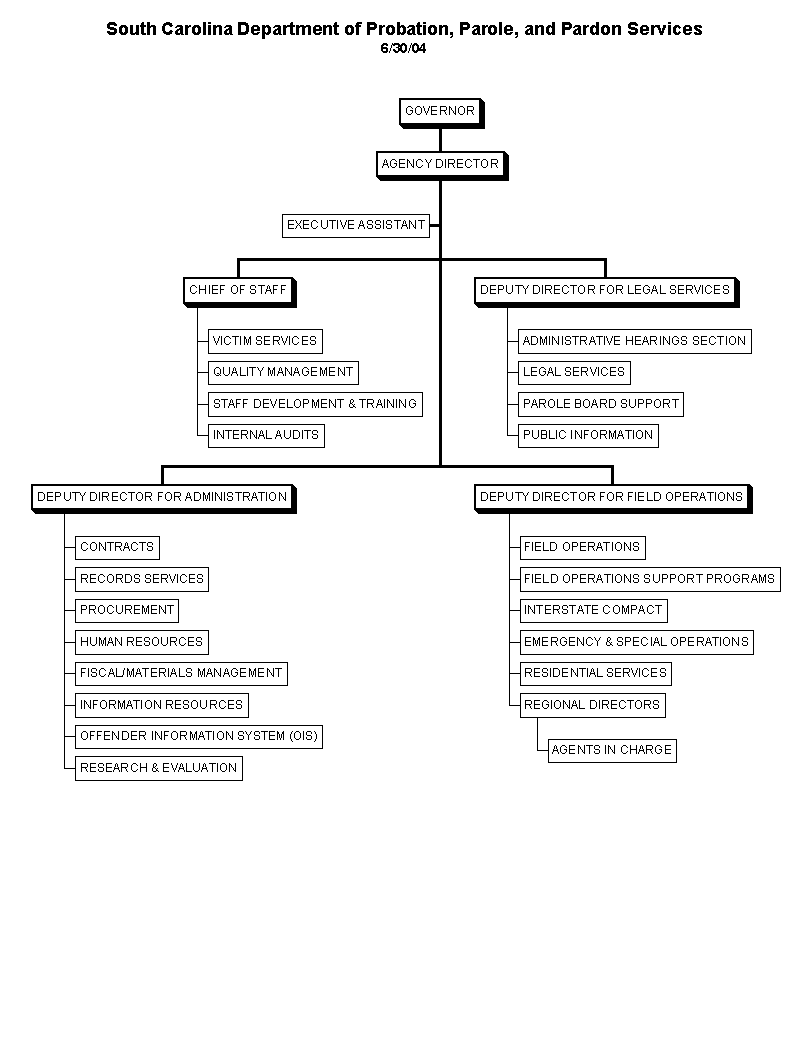 South Carolina Department of Probation, Parole, and Pardon Services
6/30/04
GOVERNOR
AGENCY DIRECTOR
EXECUTIVE ASSISTANT
CHIEF OF STAFF
VICTIM SERVICES
QUALITY MANAGEMENT
STAFF DEVELOPMENT & TRAINING
INTERNAL AUDITS
DEPUTY DIRECTOR FOR LEGAL SERVICES
ADMINISTRATIVE HEARINGS SECTION
LEGAL SERVICES
PAROLE BOARD SUPPORT
PUBLIC INFORMATION
DEPUTY DIRECTOR FOR ADMINISTRATION
CONTRACTS
RECORDS SERVICES
PROCUREMENT
HUMAN RESOURCES
FISCAL/MATERIALS MANAGEMENT
INFORMATION RESOURCES
OFFENDER INFORMATION SYSTEM (OIS)
RESEARCH & EVALUATION
DEPUTY DIRECTOR FOR FIELD OPERATIONS
FIELD OPERATIONS
FIELD OPERATIONS SUPPORT PROGRAMS
INTERSTATE COMPACT
EMERGENCY & SPECIAL OPERATIONS
RESIDENTIAL SERVICES
REGIONAL DIRECTORS
AGENTS IN CHARGE